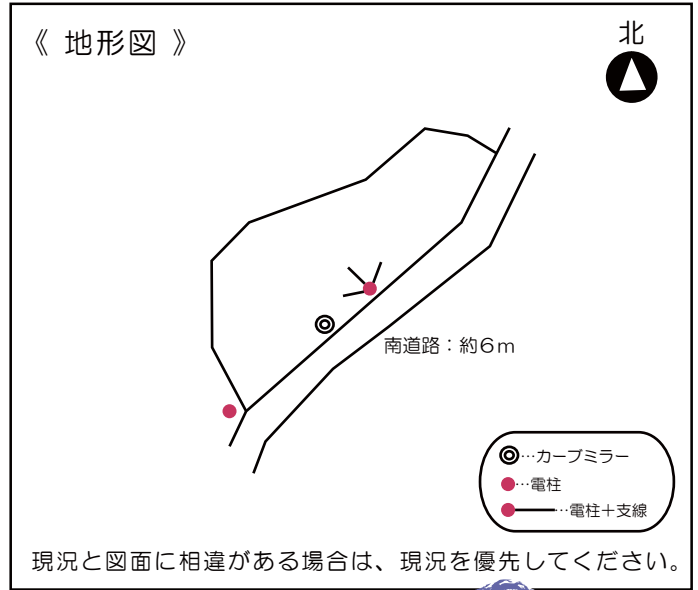 《 地形図 》
北
南道路：約6ｍ
…カーブミラー
…電柱
…電柱＋支線
現況と図面に相違がある場合は、現況を優先してください。